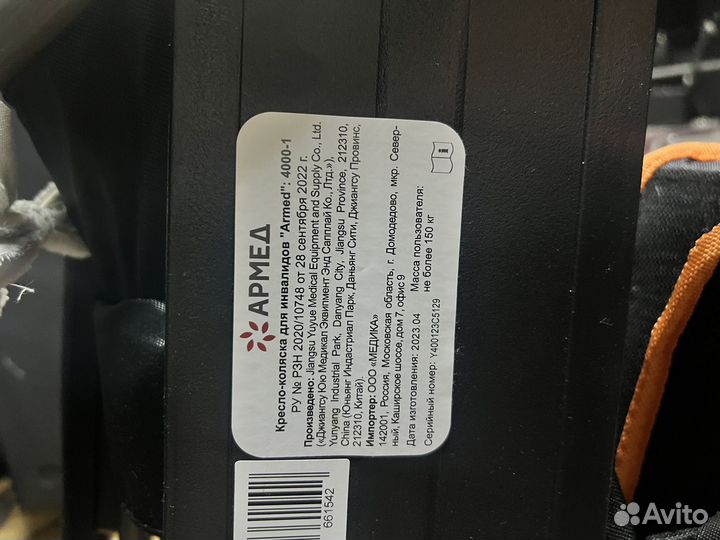 АРМЕД
Кресло-коляска для инвалидов "Armed": 4000-1
РУ № РЗН 2020/10748 от 28 сентября 2022 г.
Произведено: Jiangsu Yuyue Medical Equipment and Supply Co., Ltd.
(«Джиангсу Юю Медикал Эквипмент Энд Сапплай Ко., Лтд.»),
Yunyang Industrial Park, Danyang City, Jiangsu Province, 212310,
China (Юньянг Индастриал Парк, Даньянг Сити, Джиангсу Провинс,
212310, Китай).
Импортер: ООО «МЕДИКА»
142001, Россия, Московская область, г. Домодедово, мкр. Север-
ный, Каширское шоссе, дом 7, офис 9
Дата изготовления: 2023.04
Серийный номер: Y400123C5129
Масса пользователя:
не более 150 кг
661542
Avito